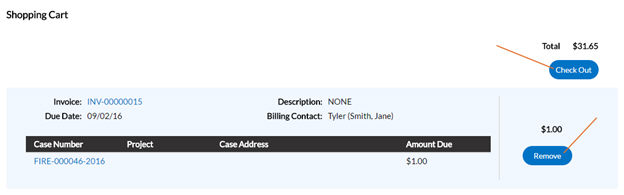 Shopping Cart
Total $31.65
Check Out
Invoice: INV-00000015 Description: NONE
Due Date: 09/02/16 Billing Contact: Tyler (Smith, Jane)
$1.00
Case Number Project Case Address Amount Due
Remove
FIRE-000046-2016 $1.00